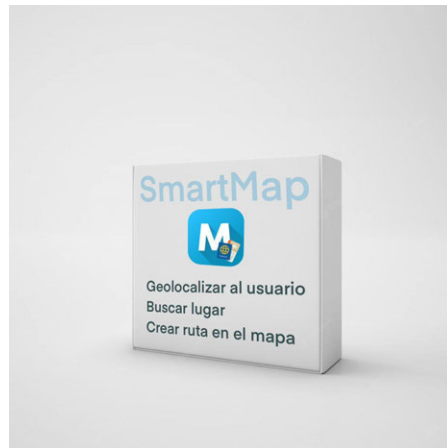 SmartMap
M
Geolocalizar al usuario
Buscar lugar
Crear ruta en el mapa